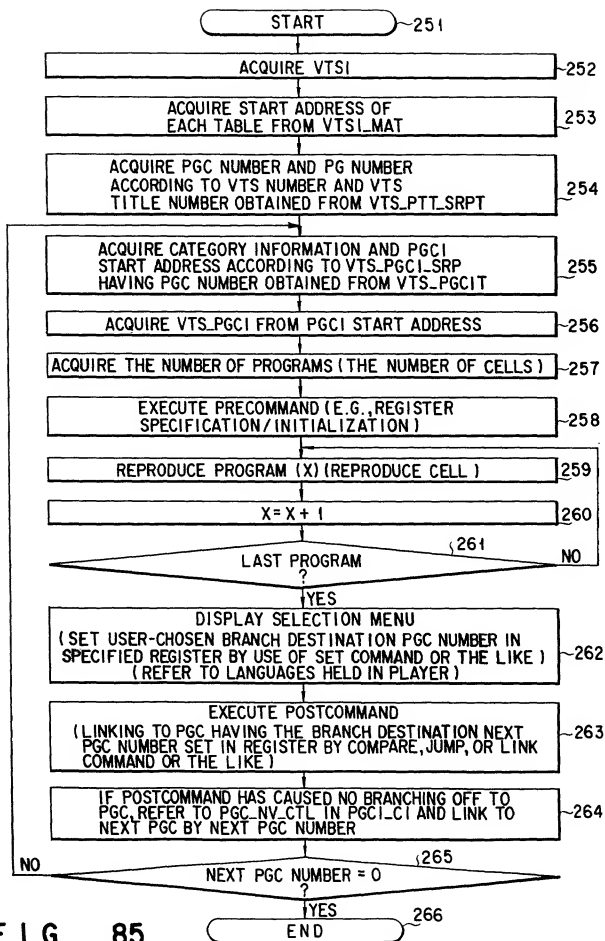 START
251
ACQUIRE VTSI
252
ACQUIRE START ADDRESS OF
EACH TABLE FROM VTSI_MAT
253
ACQUIRE PGC NUMBER AND PG NUMBER
ACCORDING TO VTS NUMBER AND VTS
TITLE NUMBER OBTAINED FROM VTS_PTT_SRPT
254
ACQUIRE CATEGORY INFORMATION AND PGCI
START ADDRESS ACCORDING TO VTS_PGCI_SRP
HAVING PGC NUMBER OBTAINED FROM VTS_PGCIT
255
ACQUIRE VTS_PGCI FROM PGCI START ADDRESS
256
ACQUIRE THE NUMBER OF PROGRAMS (THE NUMBER OF CELLS)
257
EXECUTE PRECOMMAND (E.G., REGISTER
SPECIFICATION/INITIALIZATION)
258
REPRODUCE PROGRAM (X) (REPRODUCE CELL)
259
X=X+1
260
261
LAST PROGRAM
?
NO
YES
DISPLAY SELECTION MENU
(SET USER-CHOSEN BRANCH DESTINATION PGC NUMBER IN
SPECIFIED REGISTER BY USE OF SET COMMAND OR THE LIKE)
(REFER TO LANGUAGES HELD IN PLAYER)
262
EXECUTE POSTCOMMAND
(LINKING TO PGC HAVING THE BRANCH DESTINATION NEXT
PGC NUMBER SET IN REGISTER BY COMPARE, JUMP, OR LINK
COMMAND OR THE LIKE)
263
IF POSTCOMMAND HAS CAUSED NO BRANCHING OFF TO
PGC, REFER TO PGC_NV_CTL IN PGCI_CI AND LINK TO
NEXT PGC BY NEXT PGC NUMBER
264
265
NO
NEXT PGC NUMBER = 0
?
YES
END
266
FIG. 85